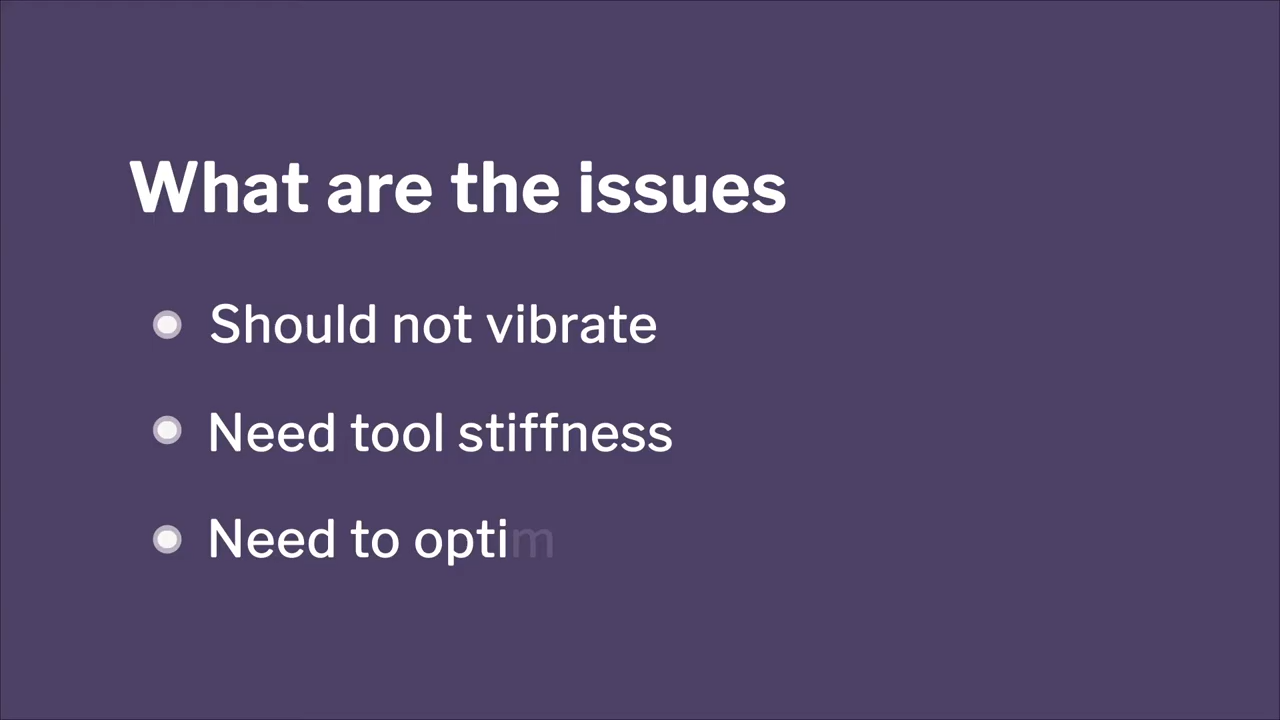 What are the issues
Should not vibrate
Need tool stiffness
Need to optim